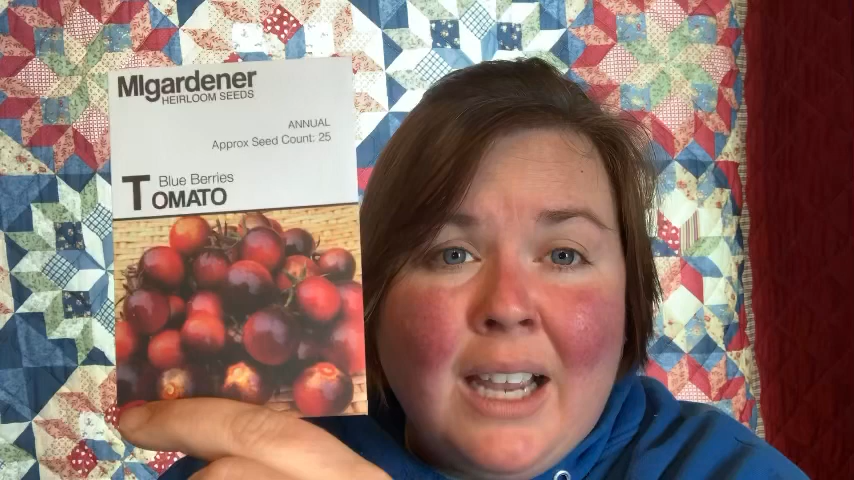 MIgardener
HEIRLOOM SEEDS
ANNUAL
Approx Seed Count: 25
Blue Berries
TOMATO